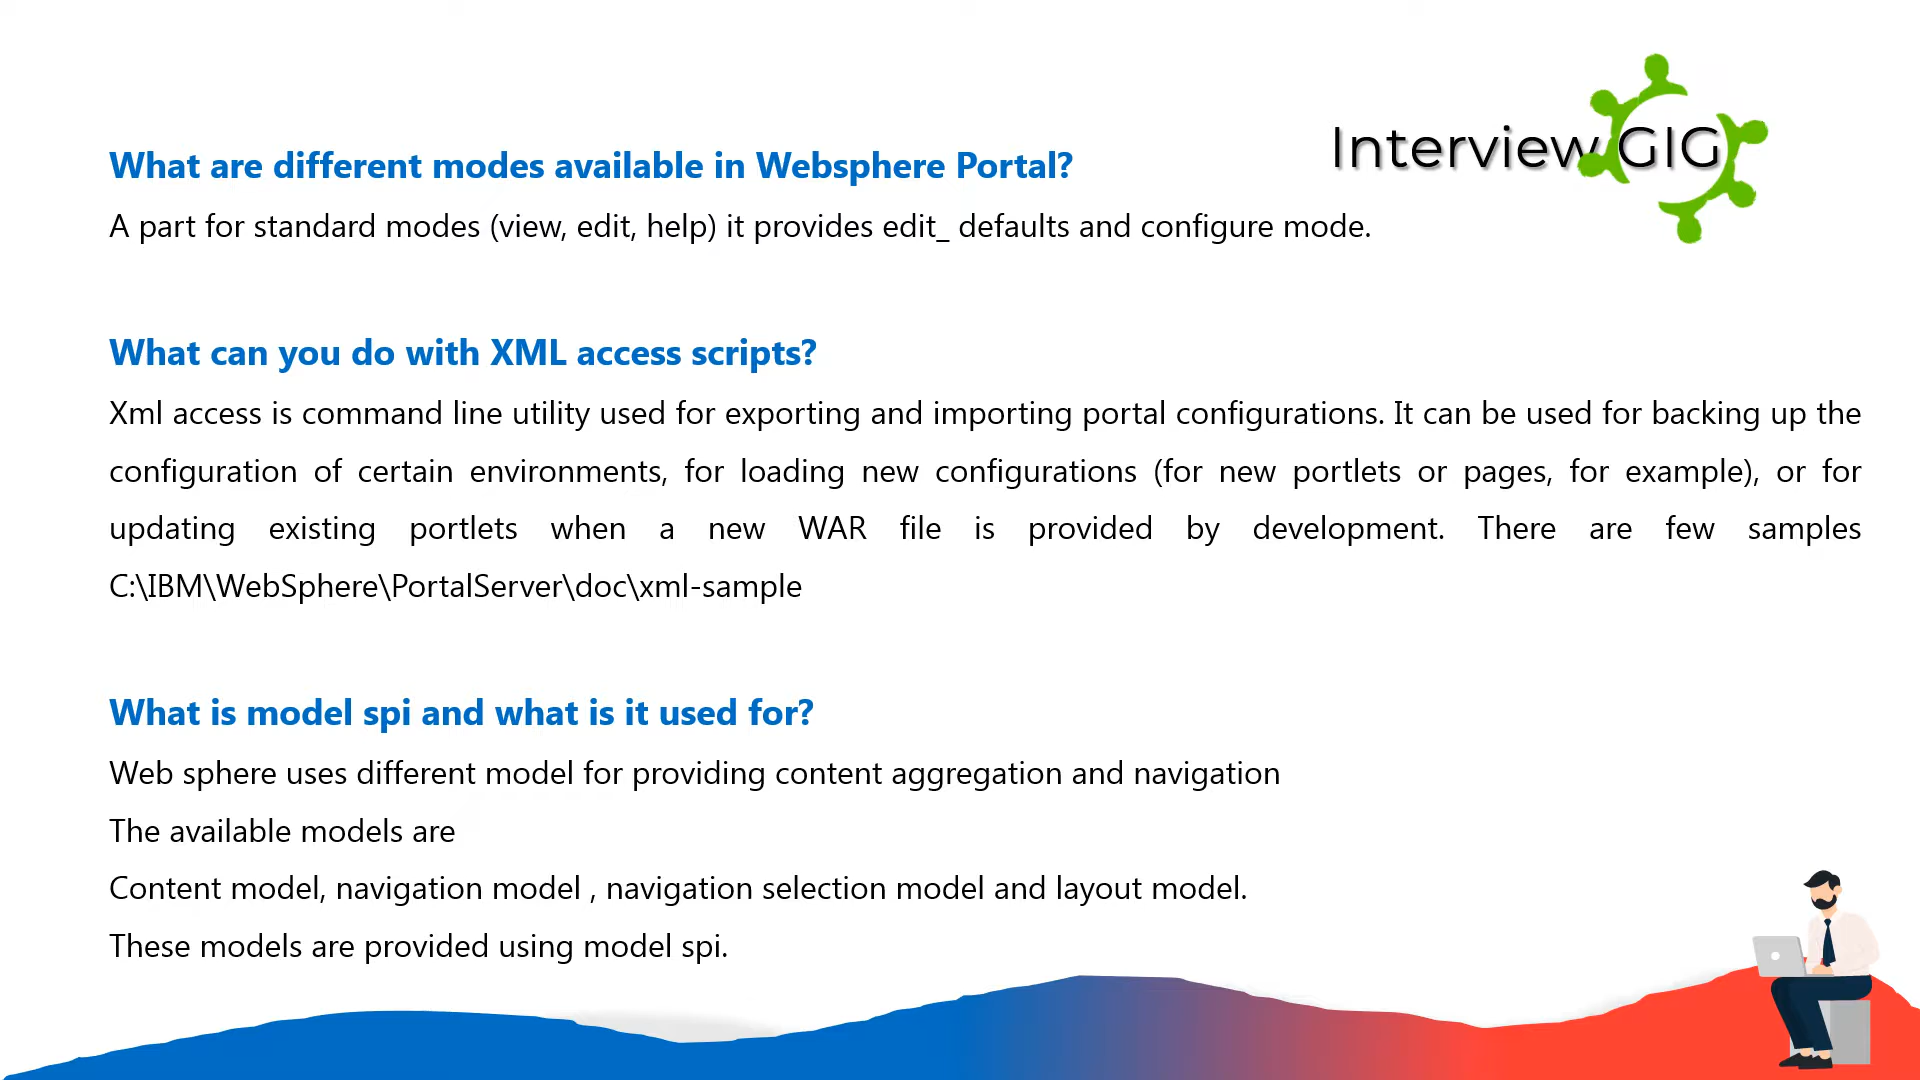 Interview GIG
What are different modes available in Websphere Portal?
A part for standard modes (view, edit, help) it provides edit_ defaults and configure mode.
What can you do with XML access scripts?
Xml access is command line utility used for exporting and importing portal configurations. It can be used for backing up the
configuration of certain environments, for loading new configurations (for new portlets or pages, for example), or for
updating existing portlets when a new WAR file is provided by development. There are few samples
C:\IBM\WebSphere\PortalServer\doc\xml-sample
What is model spi and what is it used for?
Web sphere uses different model for providing content aggregation and navigation
The available models are
Content model, navigation model , navigation selection model and layout model.
These models are provided using model spi.